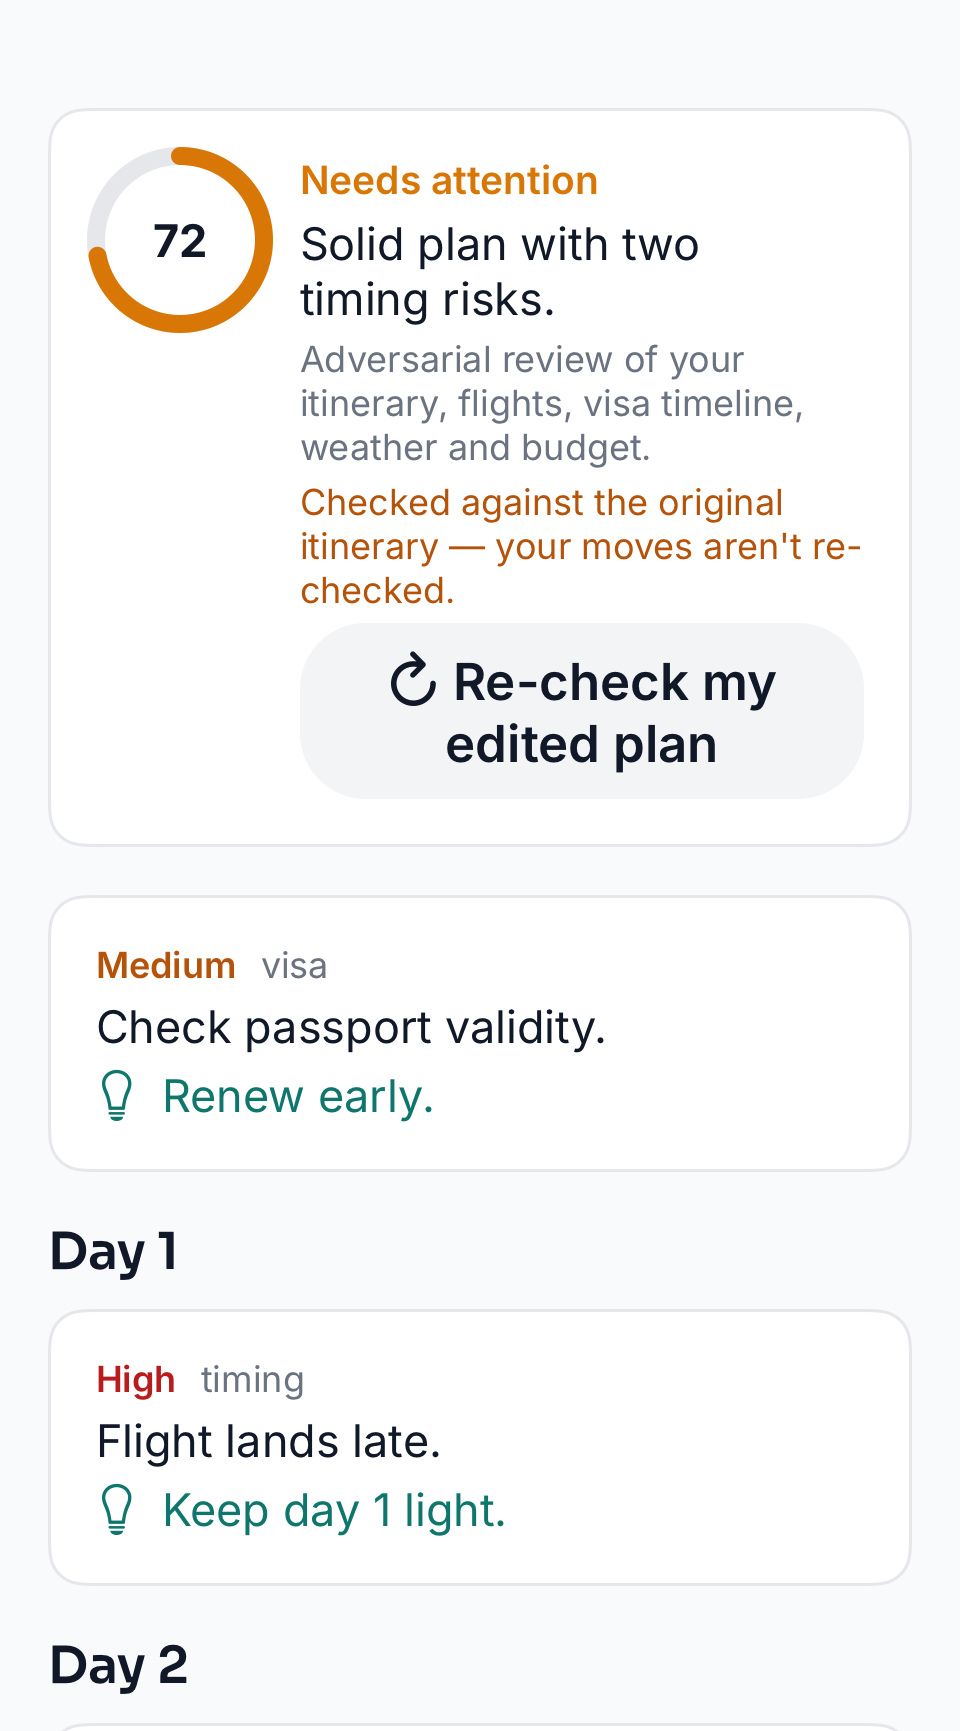 72
Needs attention
Solid plan with two
timing risks.
Adversarial review of your
itinerary, flights, visa timeline,
weather and budget.
Checked against the original
itinerary — your moves aren't re-
checked.
Re-check my
edited plan
Medium visa
Check passport validity.
Renew early.
Day 1
High timing
Flight lands late.
Keep day 1 light.
Day 2